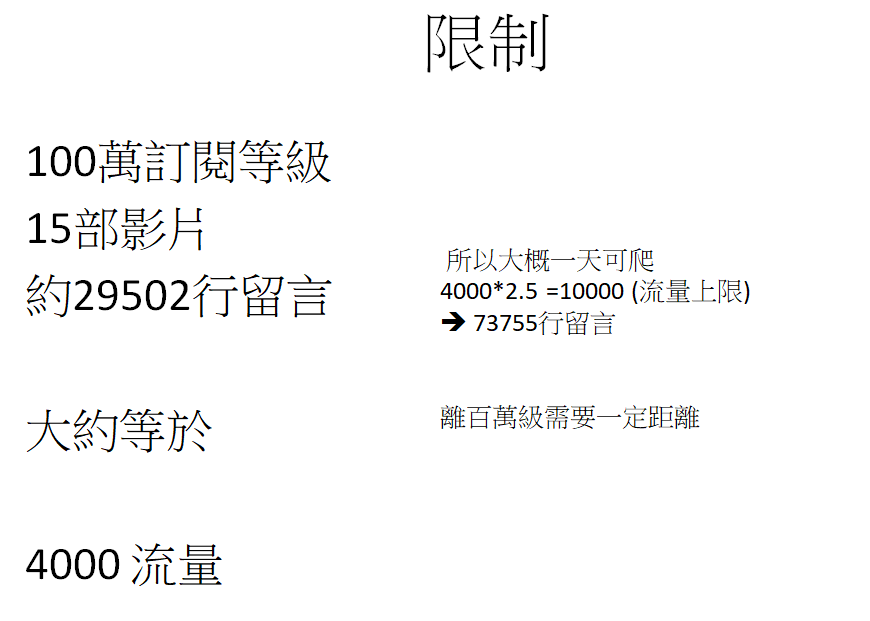 限制
100萬訂閱等級
15部影片
約29502行留言
大約等於
4000 流量
所以大概一天可爬
4000*2.5 =10000 (流量上限)
➔ 73755行留言
離百萬級需要一定距離